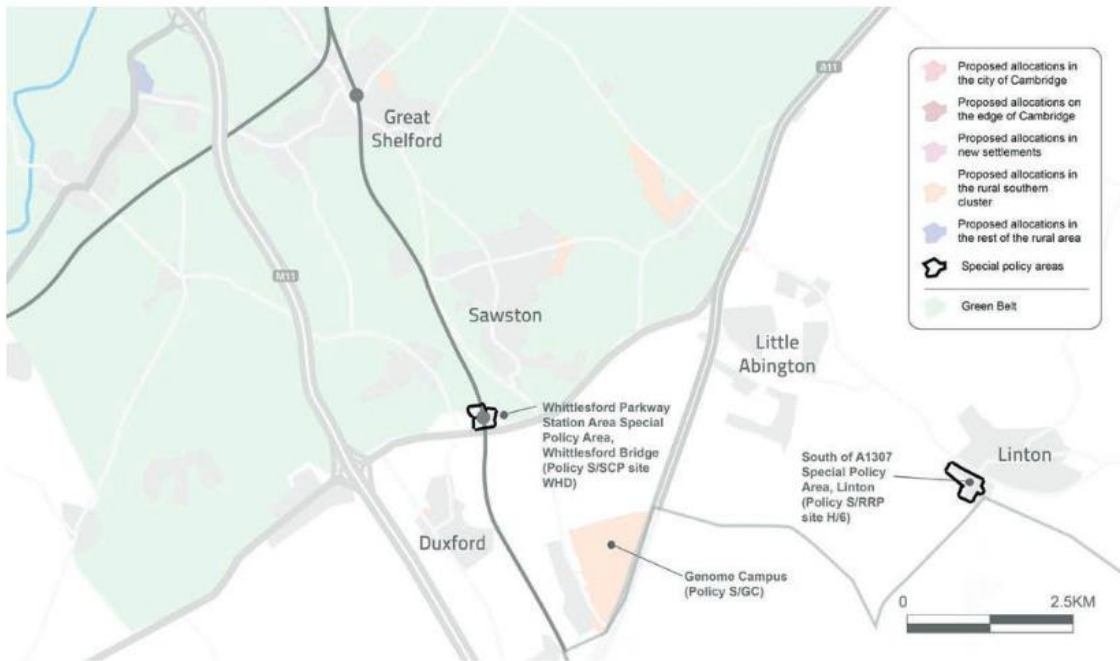 Great
Shelford
A11
M11
Sawston
Little
Abington
Whittlesford Parkway
Station Area Special
Policy Area,
Whittlesford Bridge
(Policy S/SCP site
WHD)
South of A1307
Special Policy
Area, Linton
(Policy S/RRP
site H/6)
Linton
Duxford
Genome Campus
(Policy S/GC)
0
2.5KM
Proposed allocations in
the city of Cambridge
Proposed allocations on
the edge of Cambridge
Proposed allocations in
new settlements
Proposed allocations in
the rural southern
cluster
Proposed allocations in
the rest of the rural area
Special policy areas
Green Belt